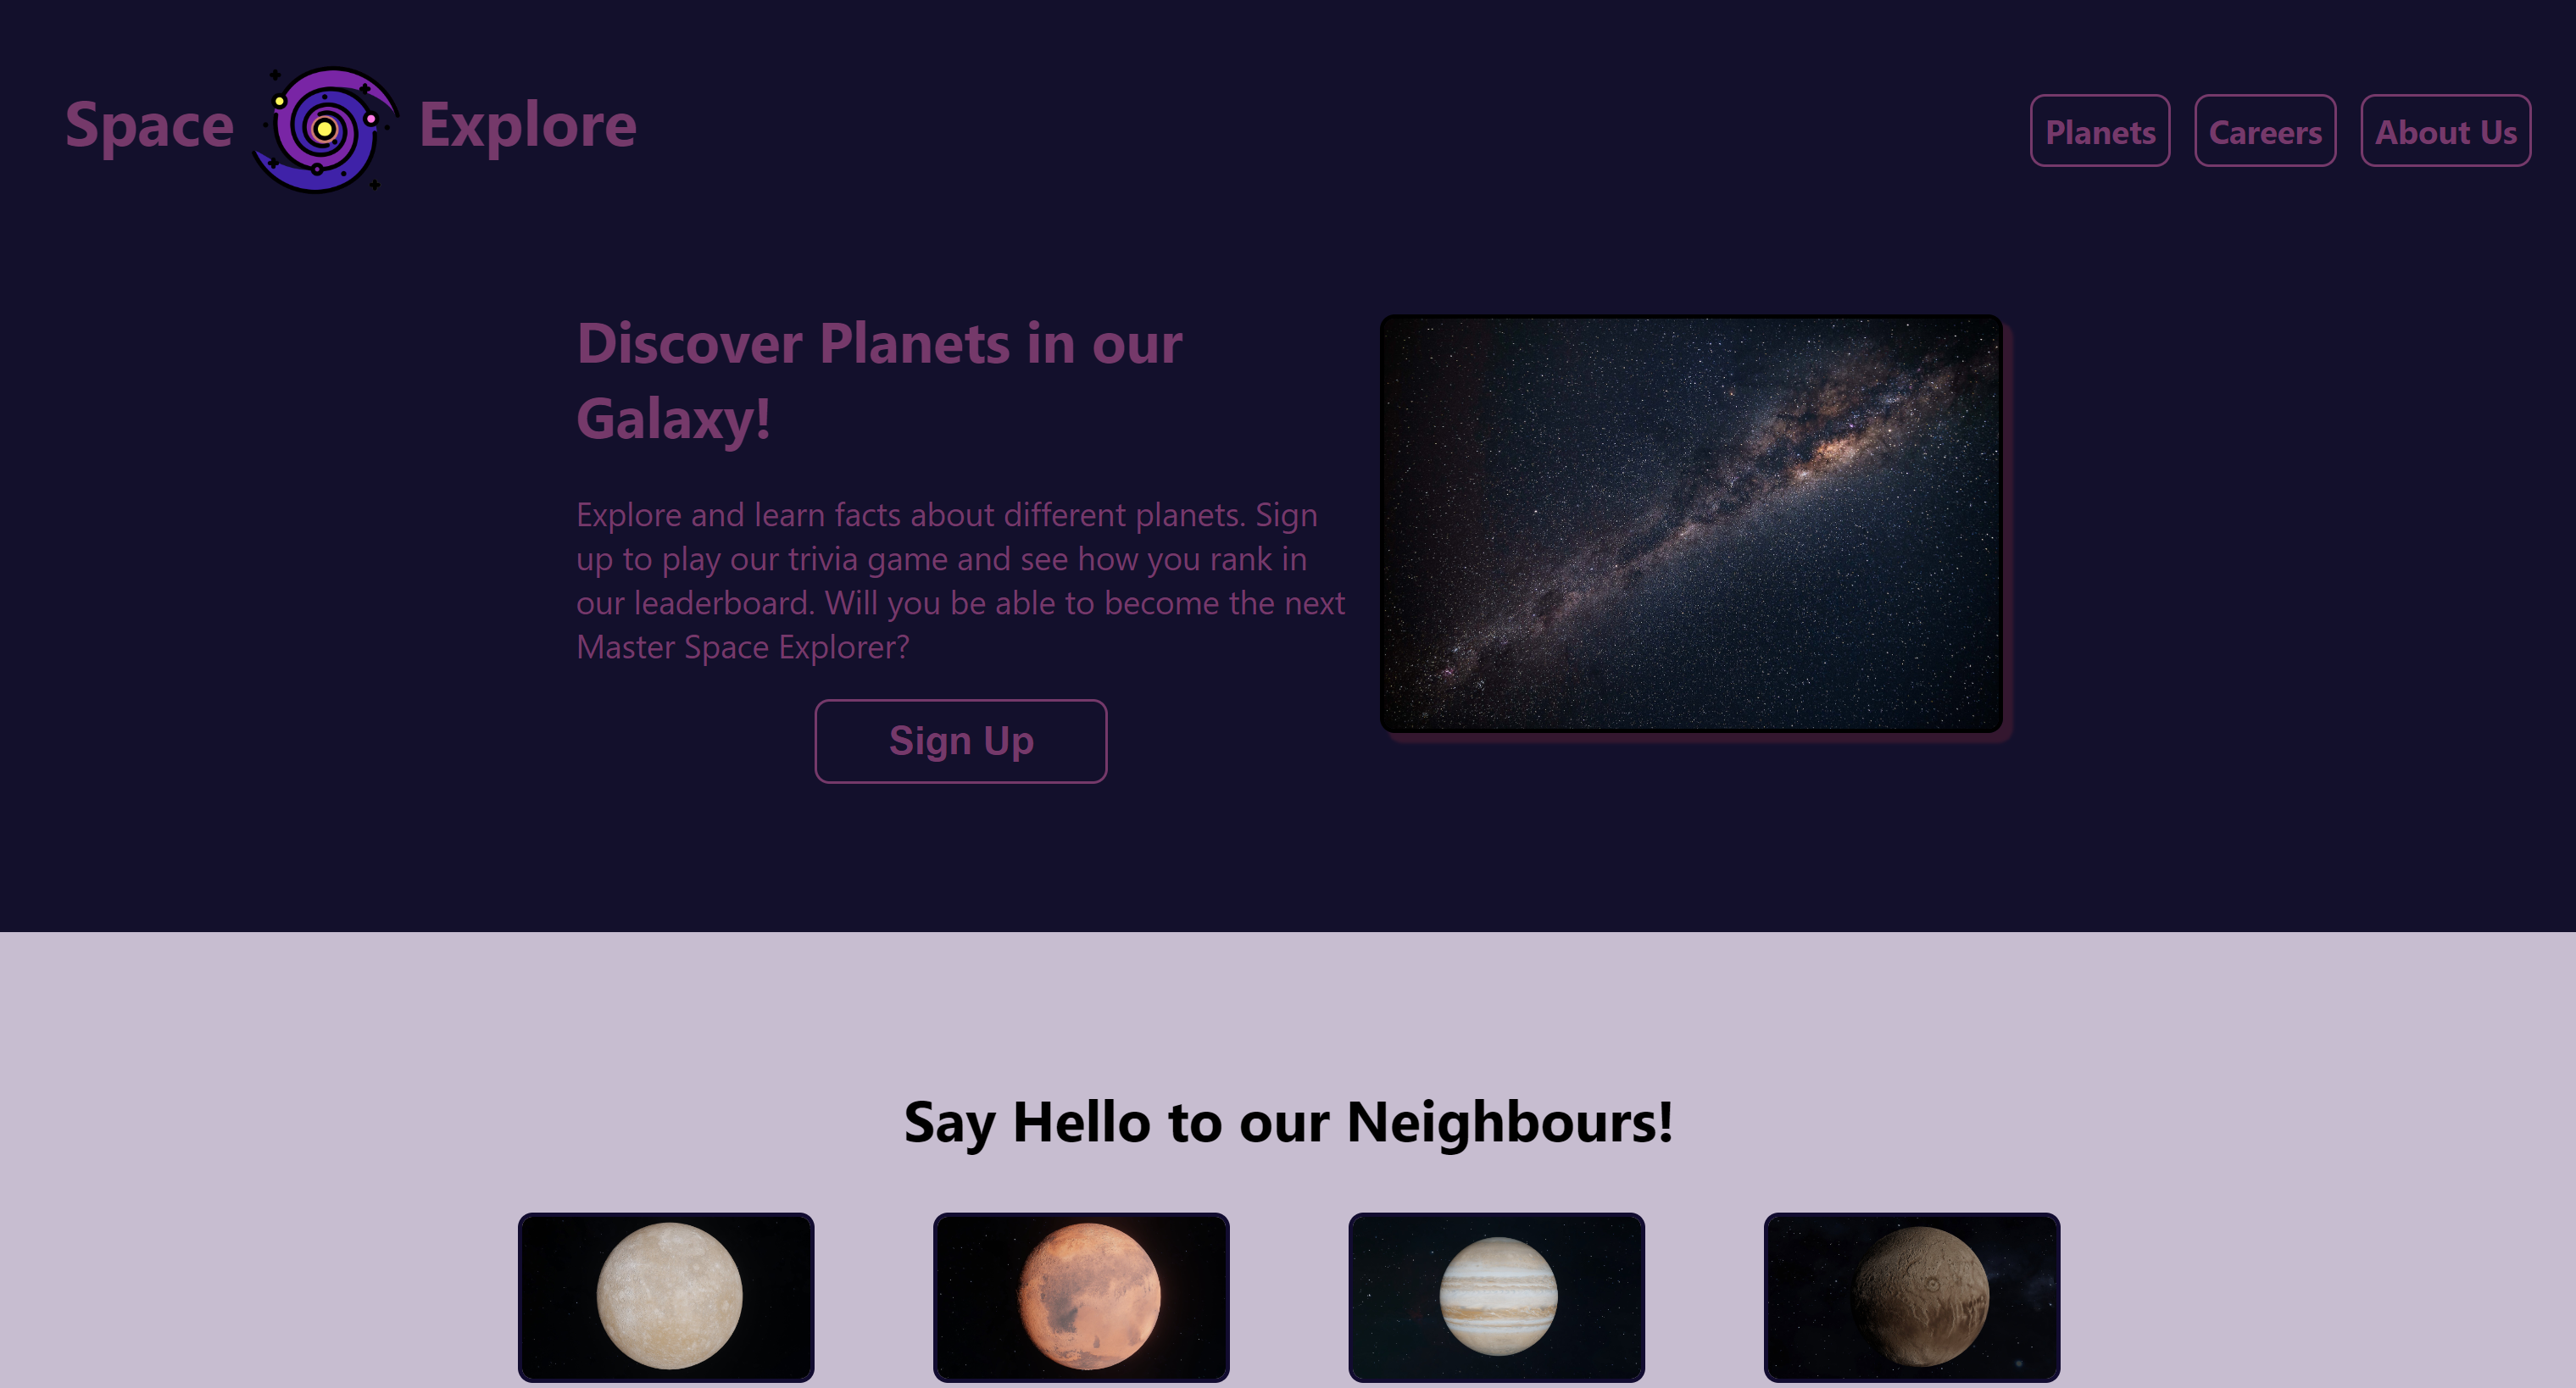 Space Explore
Planets
Careers
About Us
Discover Planets in our
Galaxy!
Explore and learn facts about different planets. Sign
up to play our trivia game and see how you rank in
our leaderboard. Will you be able to become the next
Master Space Explorer?
Sign Up
Say Hello to our Neighbours!